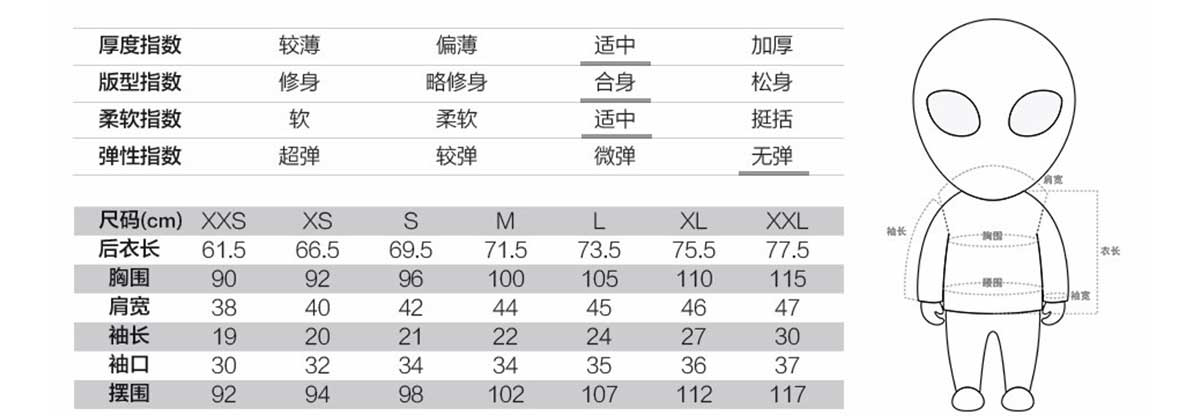 厚度指数 较薄 偏薄 适中 加厚
版型指数 修身 略修身 合身 松身
柔软指数 软 柔软 适中 挺括
弹性指数 超弹 较弹 微弹 无弹
尺码(cm) XXS XS S M L XL XXL
后衣长 61.5 66.5 69.5 71.5 73.5 75.5 77.5
胸围 90 92 96 100 105 110 115
肩宽 38 40 42 44 45 46 47
袖长 19 20 21 22 24 27 30
袖口 30 32 34 34 35 36 37
摆围 92 94 98 102 107 112 117
肩宽
袖长
胸围
衣长
腰围
袖宽